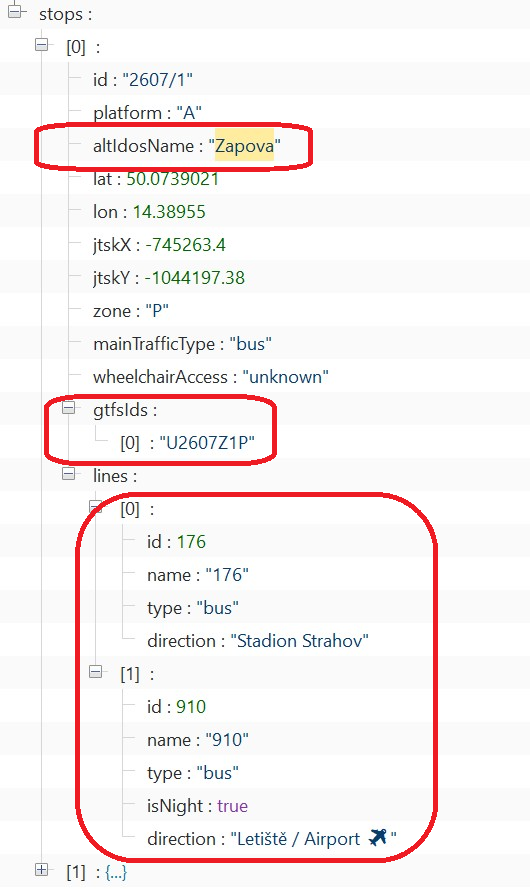 stops :
[0] :
id : "2607/1"
platform : "A"
altIdosName : "Zapova"
lat : 50.0739021
lon : 14.38955
jtskX : -745263.4
jtskY : -1044197.38
zone : "P"
mainTrafficType : "bus"
wheelchairAccess : "unknown"
gtfsIds :
[0] : "U2607Z1P"
lines :
[0] :
id : 176
name : "176"
type : "bus"
direction : "Stadion Strahov"
[1] :
id : 910
name : "910"
type : "bus"
isNight : true
direction : "Letiště / Airport ✈"
[1] : {...}